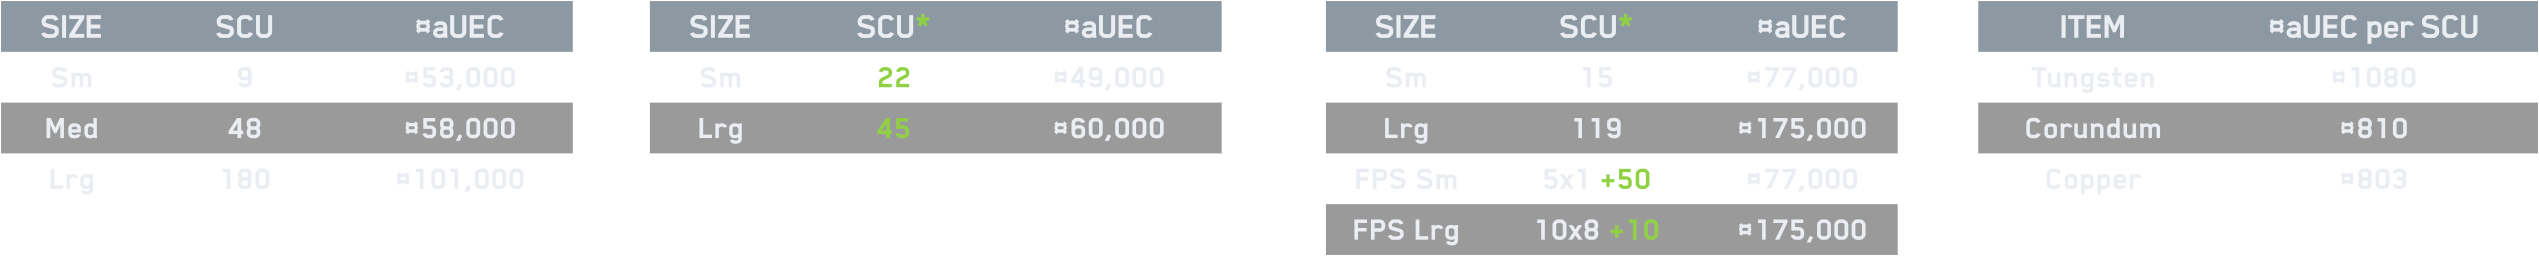 SIZE SCU ¤aUEC
Sm 9 ¤53,000
Med 48 ¤58,000
Lrg 180 ¤101,000
SIZE SCU* ¤aUEC
Sm 22 ¤49,000
Lrg 45 ¤60,000
SIZE SCU* ¤aUEC
Sm 15 ¤77,000
Lrg 119 ¤175,000
FPS Sm 5x1 +50 ¤77,000
FPS Lrg 10x8 +10 ¤175,000
ITEM ¤aUEC per SCU
Tungsten ¤1080
Corundum ¤810
Copper ¤803